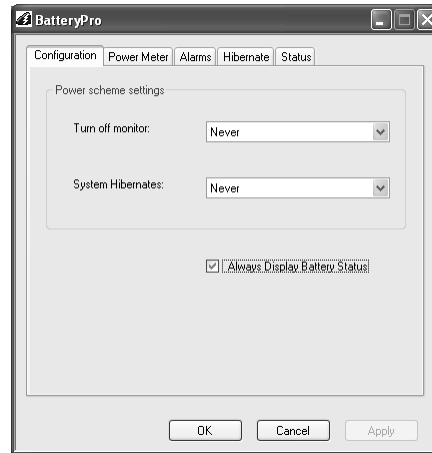 BatteryPro
Configuration Power Meter Alarms Hibernate Status
Power scheme settings
Turn off monitor: Never
System Hibernates: Never
Always Display Battery Status
OK Cancel Apply